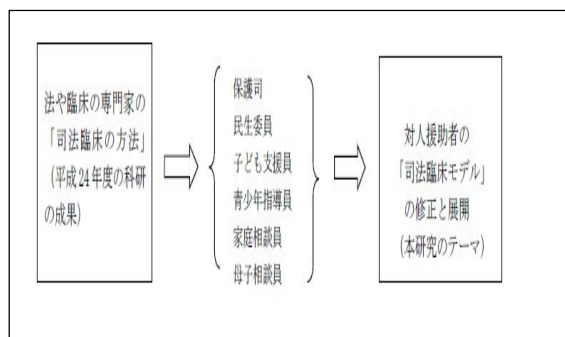 法や臨床の専門家の
「司法臨床の方法」
(平成24年度の科研
の成果)
保護司
民生委員
子ども支援員
青少年指導員
家庭相談員
母子相談員
対人援助者の
「司法臨床モデル」
の修正と展開
(本研究のテーマ)